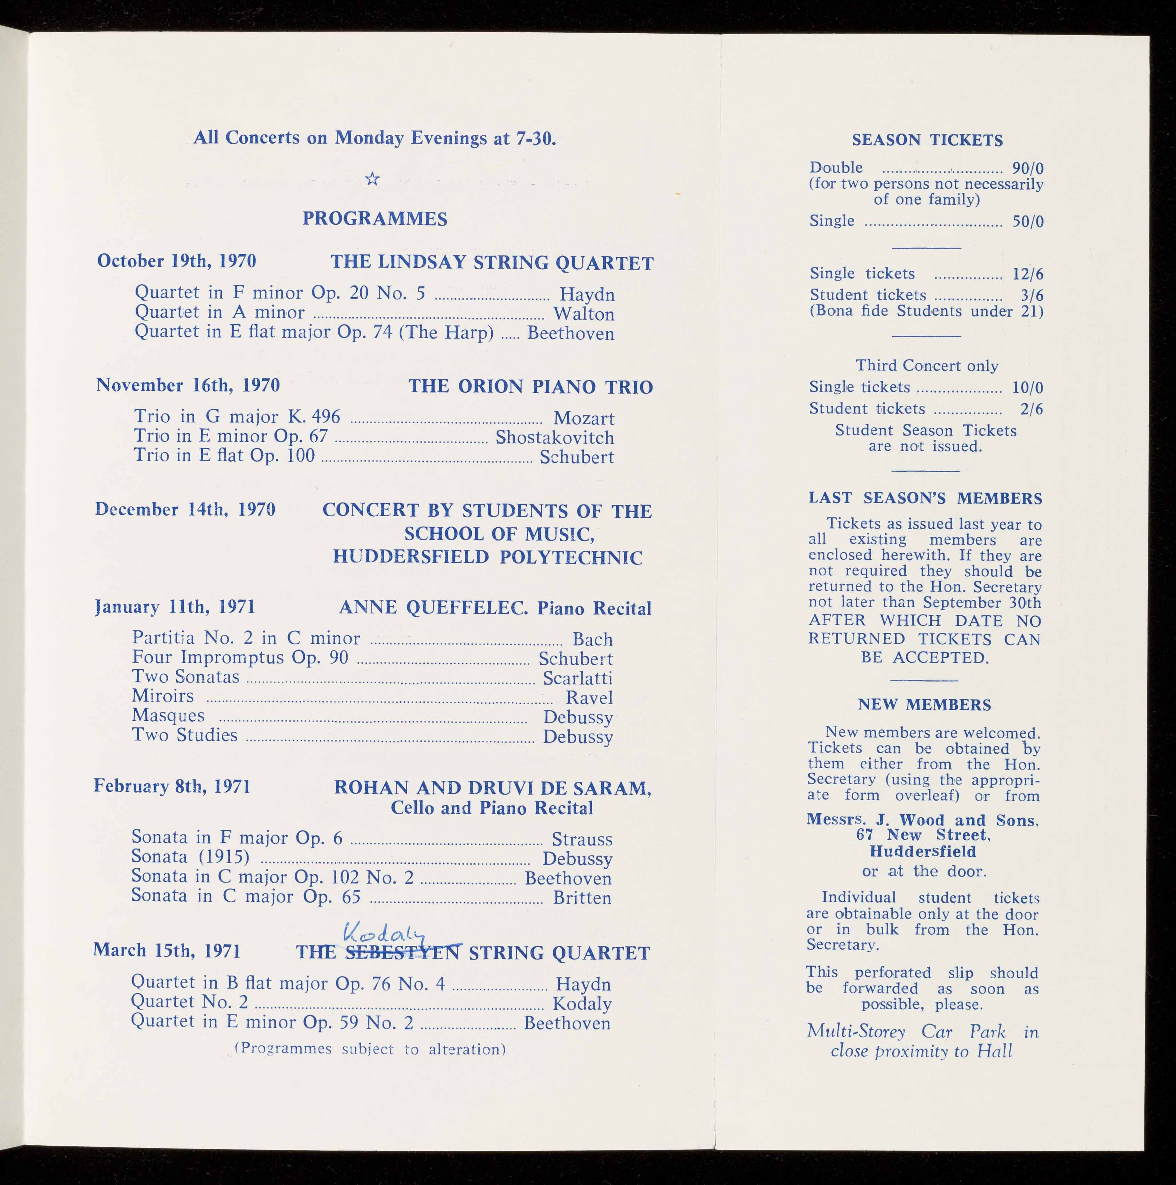 All Concerts on Monday Evenings at 7-30.
☆
PROGRAMMES
October 19th, 1970 THE LINDSAY STRING QUARTET
Quartet in F minor Op. 20 No. 5 ........ Haydn
Quartet in A minor ........ Walton
Quartet in E flat major Op. 74 (The Harp) ..... Beethoven
November 16th, 1970 THE ORION PIANO TRIO
Trio in G major K. 496 ........ Mozart
Trio in E minor Op. 67 ........ Shostakovitch
Trio in E flat Op. 100 ........ Schubert
December 14th, 1970 CONCERT BY STUDENTS OF THE
SCHOOL OF MUSIC,
HUDDERSFIELD POLYTECHNIC
January 11th, 1971 ANNE QUEFFELEC. Piano Recital
Partitia No. 2 in C minor ........ Bach
Four Impromptus Op. 90 ........ Schubert
Two Sonatas ........ Scarlatti
Miroirs ........ Ravel
Masques ........ Debussy
Two Studies ........ Debussy
February 8th, 1971 ROHAN AND DRUVI DE SARAM,
Cello and Piano Recital
Sonata in F major Op. 6 ........ Strauss
Sonata (1915) ........ Debussy
Sonata in C major Op. 102 No. 2 ........ Beethoven
Sonata in C major Op. 65 ........ Britten
Kodaly
March 15th, 1971 THE SEBESTYEN STRING QUARTET
Quartet in B flat major Op. 76 No. 4 ........ Haydn
Quartet No. 2 ........ Kodaly
Quartet in E minor Op. 59 No. 2 ........ Beethoven
(Programmes subject to alteration)
SEASON TICKETS
Double ........ 90/0
(for two persons not necessarily
of one family)
Single ........ 50/0
Single tickets ........ 12/6
Student tickets ........ 3/6
(Bona fide Students under 21)
Third Concert only
Single tickets ........ 10/0
Student tickets ........ 2/6
Student Season Tickets
are not issued.
LAST SEASON'S MEMBERS
Tickets as issued last year to
all existing members are
enclosed herewith. If they are
not required they should be
returned to the Hon. Secretary
not later than September 30th
AFTER WHICH DATE NO
RETURNED TICKETS CAN
BE ACCEPTED.
NEW MEMBERS
New members are welcomed.
Tickets can be obtained by
them either from the Hon.
Secretary (using the appropri-
ate form overleaf) or from
Messrs. J. Wood and Sons.
67 New Street,
Huddersfield
or at the door.
Individual student tickets
are obtainable only at the door
or in bulk from the Hon.
Secretary.
This perforated slip should
be forwarded as soon as
possible, please.
Multi-Storey Car Park in
close proximity to Hall